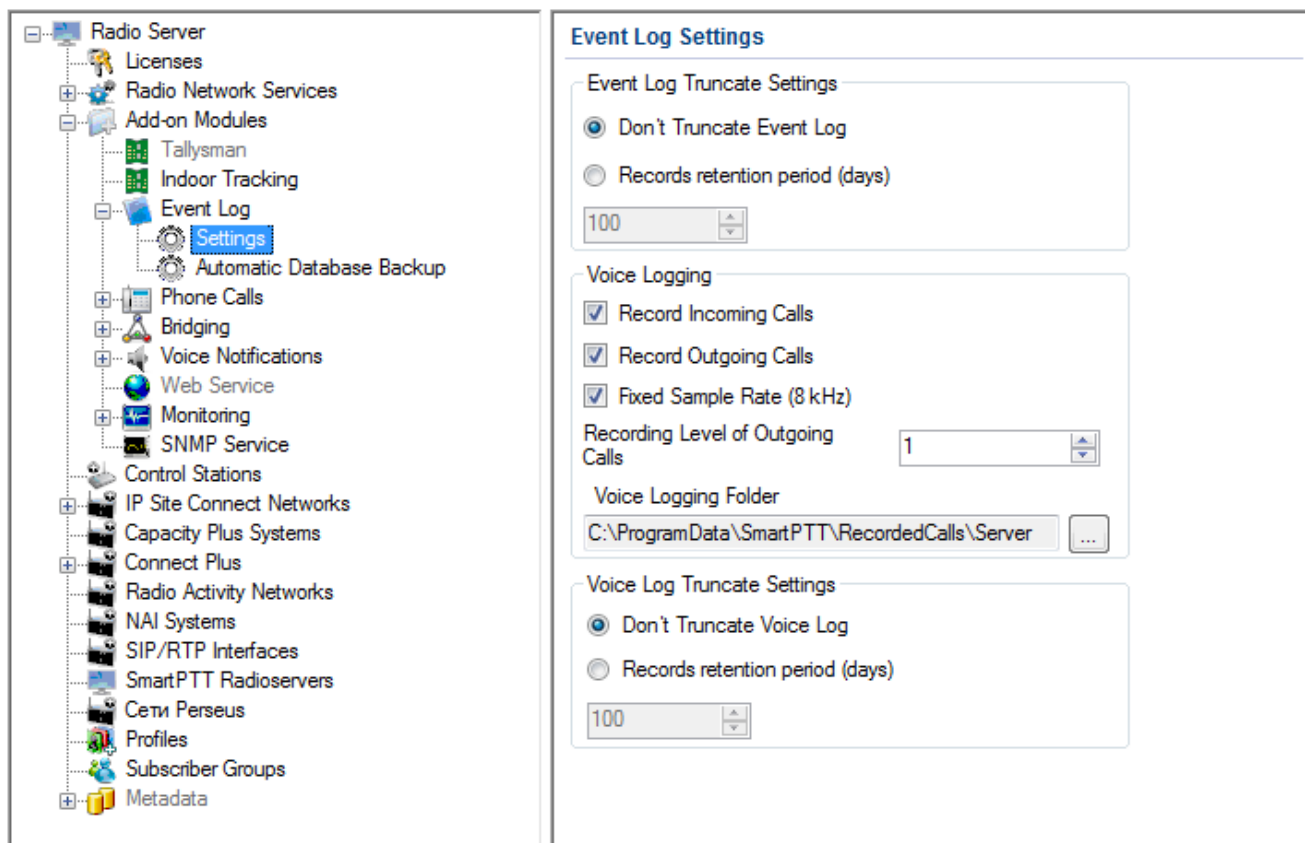 Radio Server
Licenses
Radio Network Services
Add-on Modules
Tallysman
Indoor Tracking
Event Log
Settings
Automatic Database Backup
Phone Calls
Bridging
Voice Notifications
Web Service
Monitoring
SNMP Service
Control Stations
IP Site Connect Networks
Capacity Plus Systems
Connect Plus
Radio Activity Networks
NAI Systems
SIP/RTP Interfaces
SmartPTT Radioservers
Сети Perseus
Profiles
Subscriber Groups
Metadata
Event Log Settings
Event Log Truncate Settings
Don't Truncate Event Log
Records retention period (days)
100
Voice Logging
Record Incoming Calls
Record Outgoing Calls
Fixed Sample Rate (8 kHz)
Recording Level of Outgoing
Calls
1
Voice Logging Folder
C:\ProgramData\SmartPTT\RecordedCalls\Server
...
Voice Log Truncate Settings
Don't Truncate Voice Log
Records retention period (days)
100